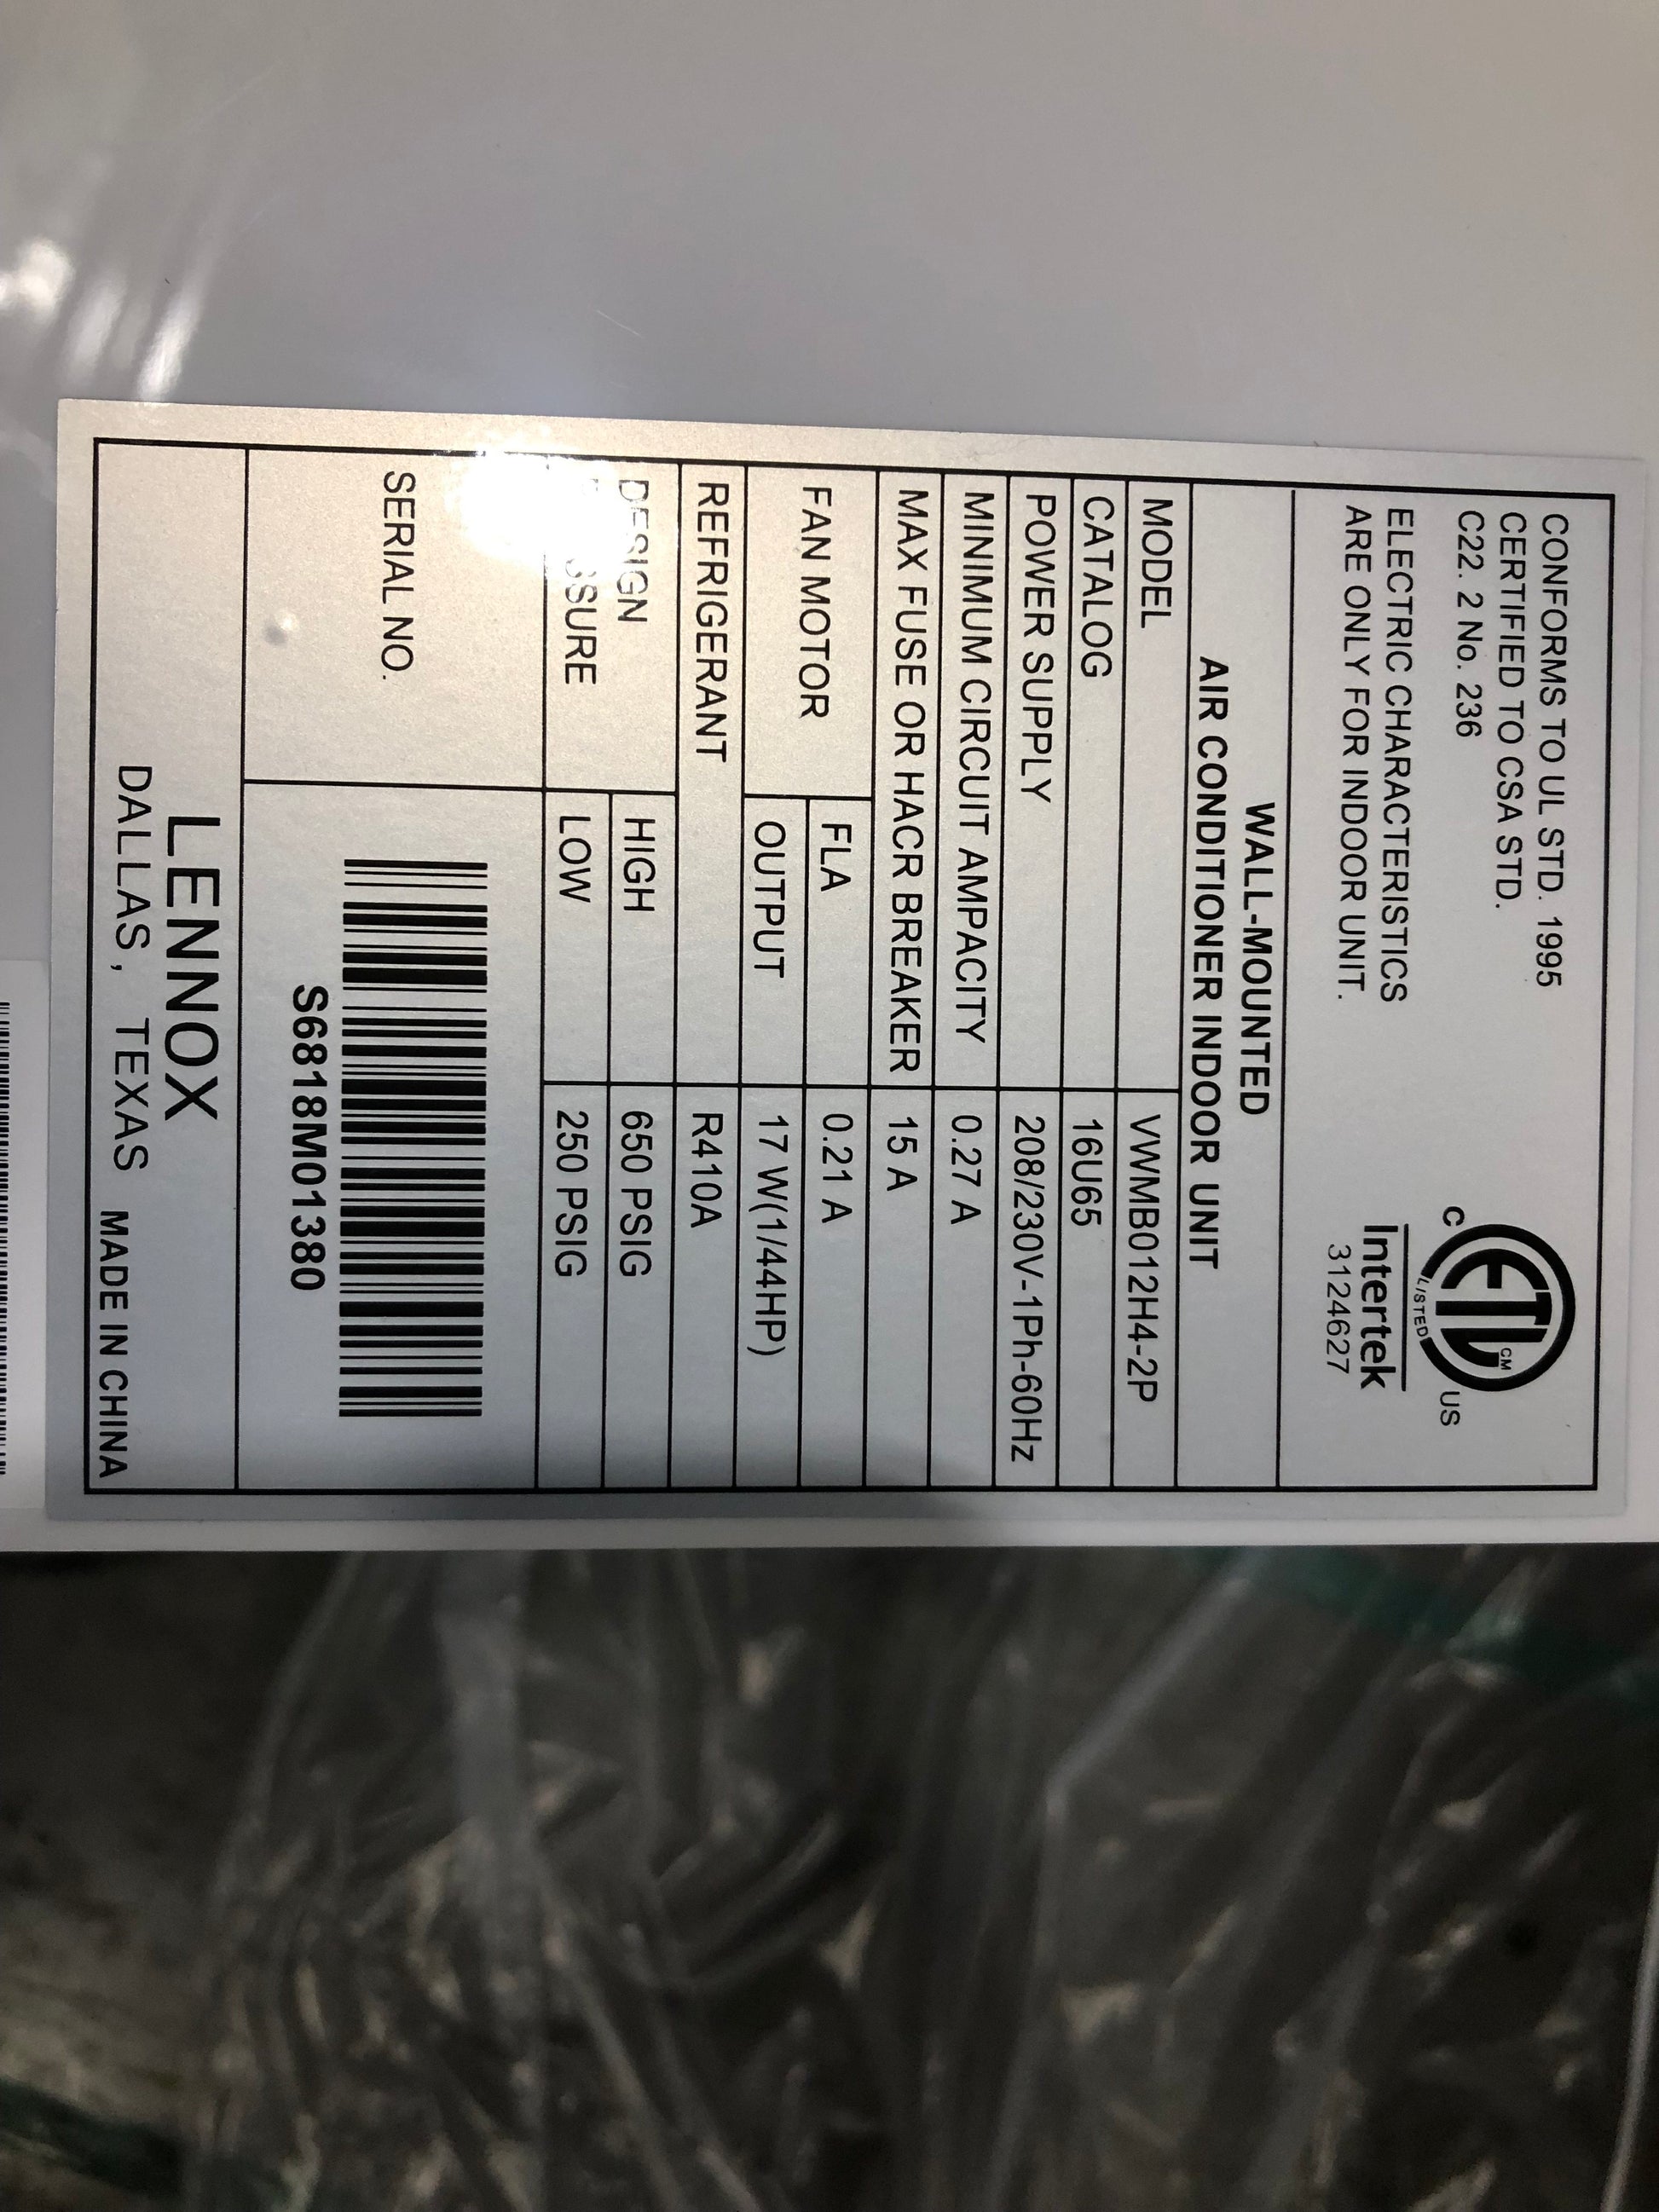 CONFORMS TO UL STD. 1995
CERTIFIED TO CSA STD.
C22. 2 No. 236
ELECTRIC CHARACTERISTICS
ARE ONLY FOR INDOOR UNIT.
ETL CM
C LISTED US
Intertek
3124627
WALL-MOUNTED
AIR CONDITIONER INDOOR UNIT
MODEL VWMB012H4-2P
CATALOG 16U65
POWER SUPPLY 208/230V-1Ph-60Hz
MINIMUM CIRCUIT AMPACITY 0.27 A
MAX FUSE OR HACR BREAKER 15 A
FAN MOTOR FLA 0.21 A
OUTPUT 17 W(1/44HP)
REFRIGERANT R410A
DESIGN HIGH 650 PSIG
LOW 250 PSIG
SERIAL NO.
S6818M01380
LENNOX
DALLAS, TEXAS MADE IN CHINA